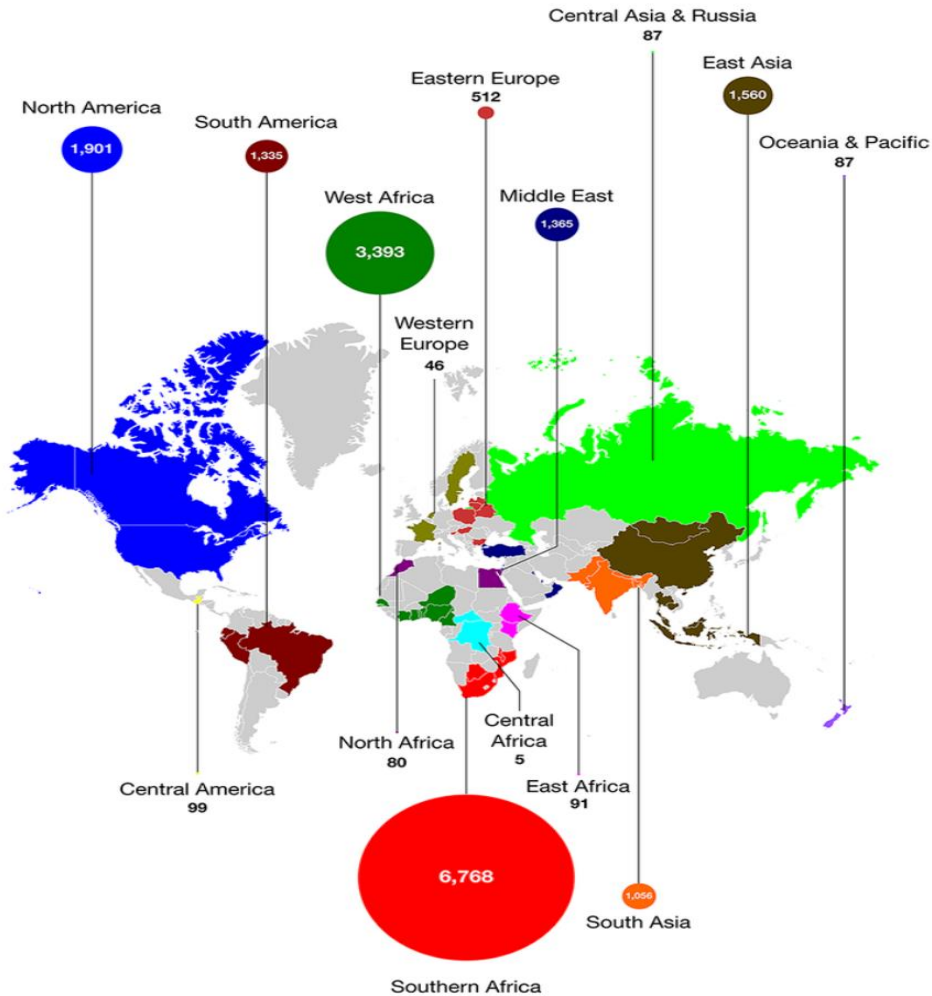 Central Asia & Russia
87
East Asia
1,560
Eastern Europe
512
North America
1,901
South America
1,335
Oceania & Pacific
87
West Africa
3,393
Middle East
1,365
Western
Europe
46
North Africa
80
Central
Africa
5
East Africa
91
Central America
99
6,768
Southern Africa
1,056
South Asia